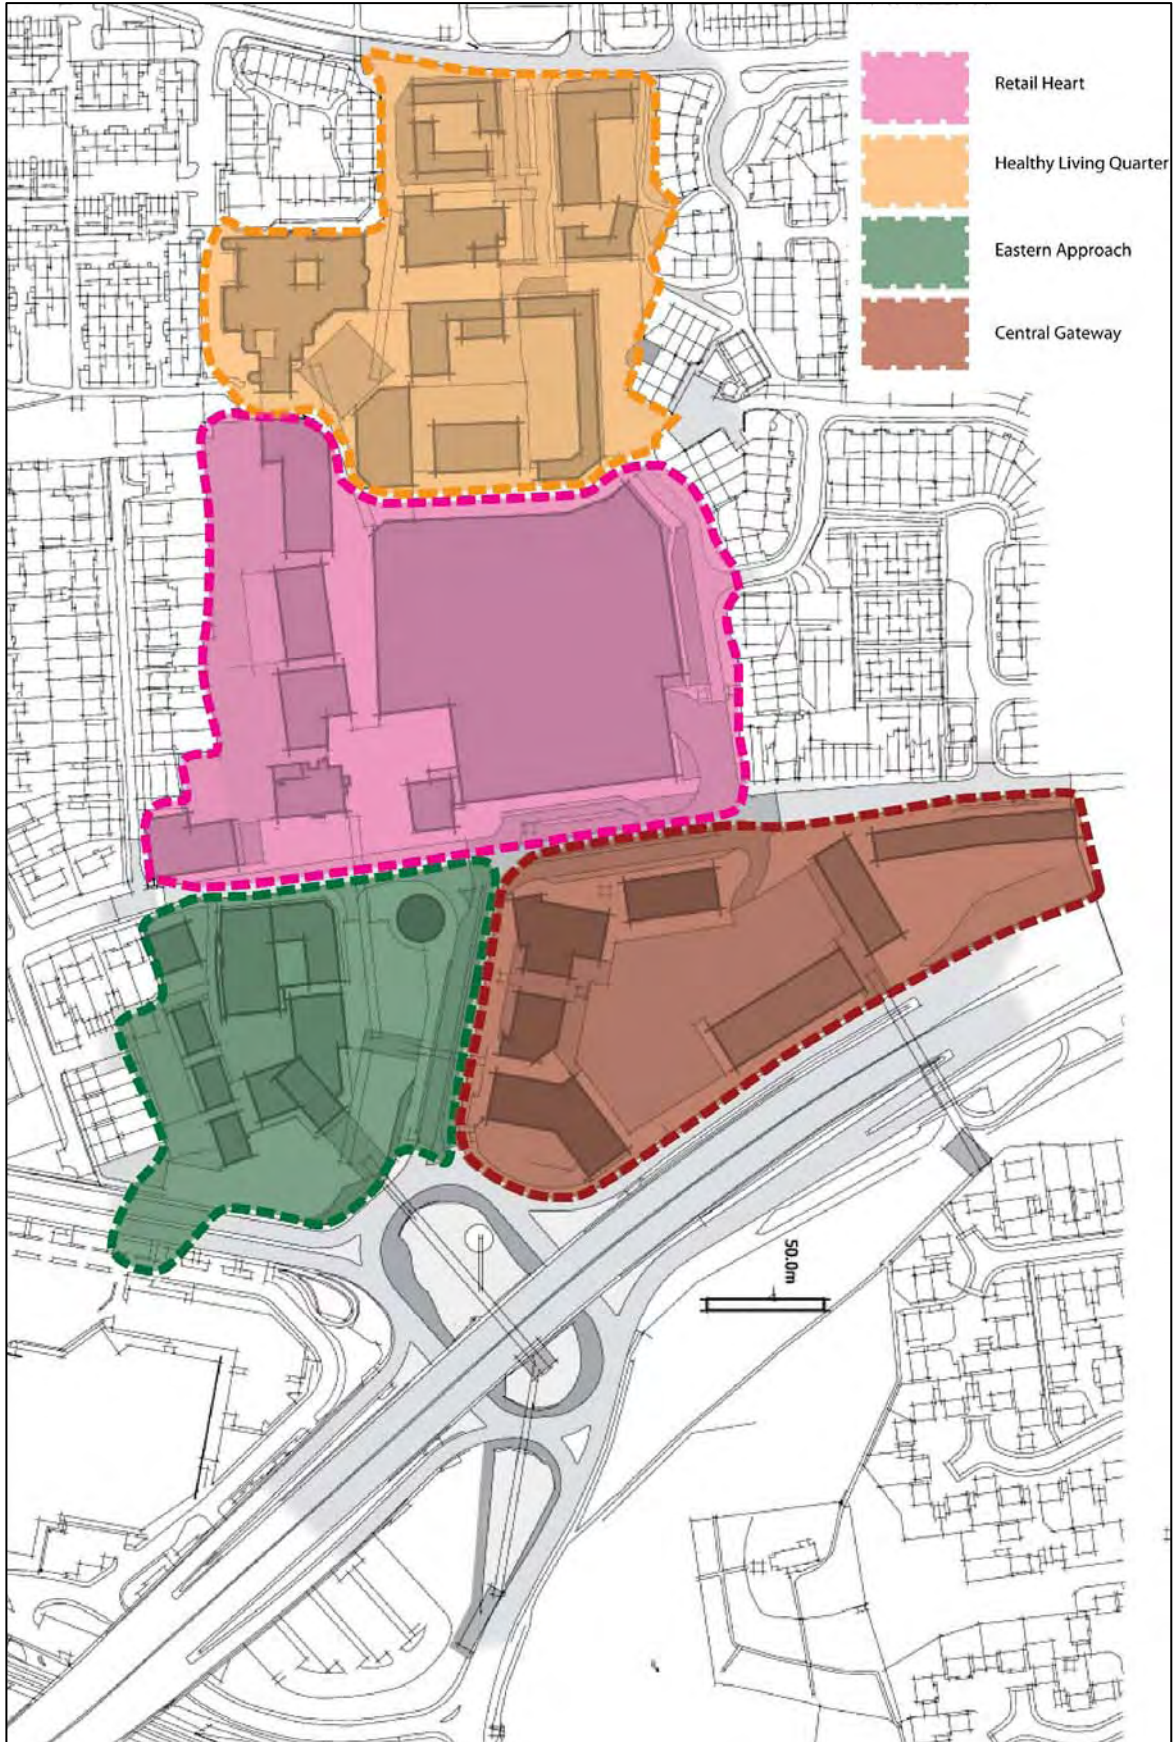 Retail Heart
Healthy Living Quarter
Eastern Approach
Central Gateway
50.0m